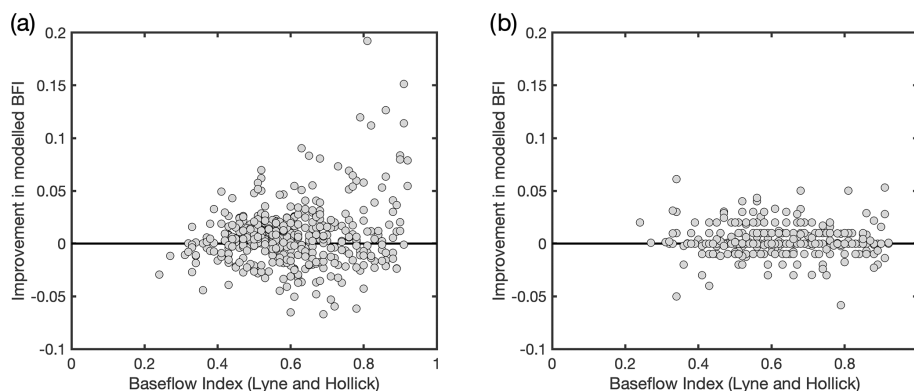 (a)
0.2
0.15
0.1
0.05
0
-0.05
-0.1
Improvement in modelled BFI
0 0.2 0.4 0.6 0.8 1
Baseflow Index (Lyne and Hollick)
(b)
0.2
0.15
0.1
0.05
0
-0.05
-0.1
Improvement in modelled BFI
0 0.2 0.4 0.6 0.8
Baseflow Index (Lyne and Hollick)